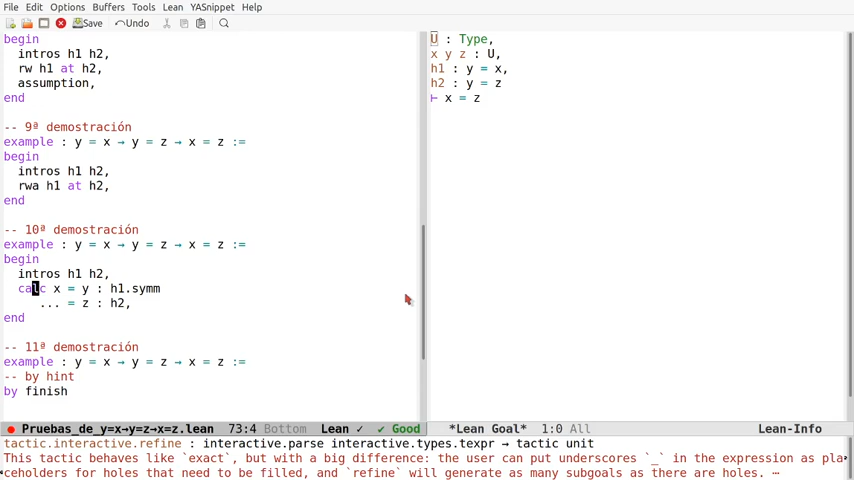 File Edit Options Buffers Tools Lean YASnippet Help
Save Undo
begin
  intros h1 h2,
  rw h1 at h2,
  assumption,
end
-- 9ª demostración
example : y = x → y = z → x = z :=
begin
  intros h1 h2,
  rwa h1 at h2,
end
-- 10ª demostración
example : y = x → y = z → x = z :=
begin
  intros h1 h2,
  calc x = y : h1.symm
     ... = z : h2,
end
-- 11ª demostración
example : y = x → y = z → x = z :=
-- by hint
by finish
U : Type,
x y z : U,
h1 : y = x,
h2 : y = z
⊢ x = z
Pruebas_de_y=x→y=z→x=z.lean 73:4 Bottom Lean ✓ ✔ Good
*Lean Goal* 1:0 All Lean-Info
tactic.interactive.refine : interactive.parse interactive.types.texpr → tactic unit
This tactic behaves like `exact`, but with a big difference: the user can put underscores `_` in the expression as pla
ceholders for holes that need to be filled, and `refine` will generate as many subgoals as there are holes. ⋯